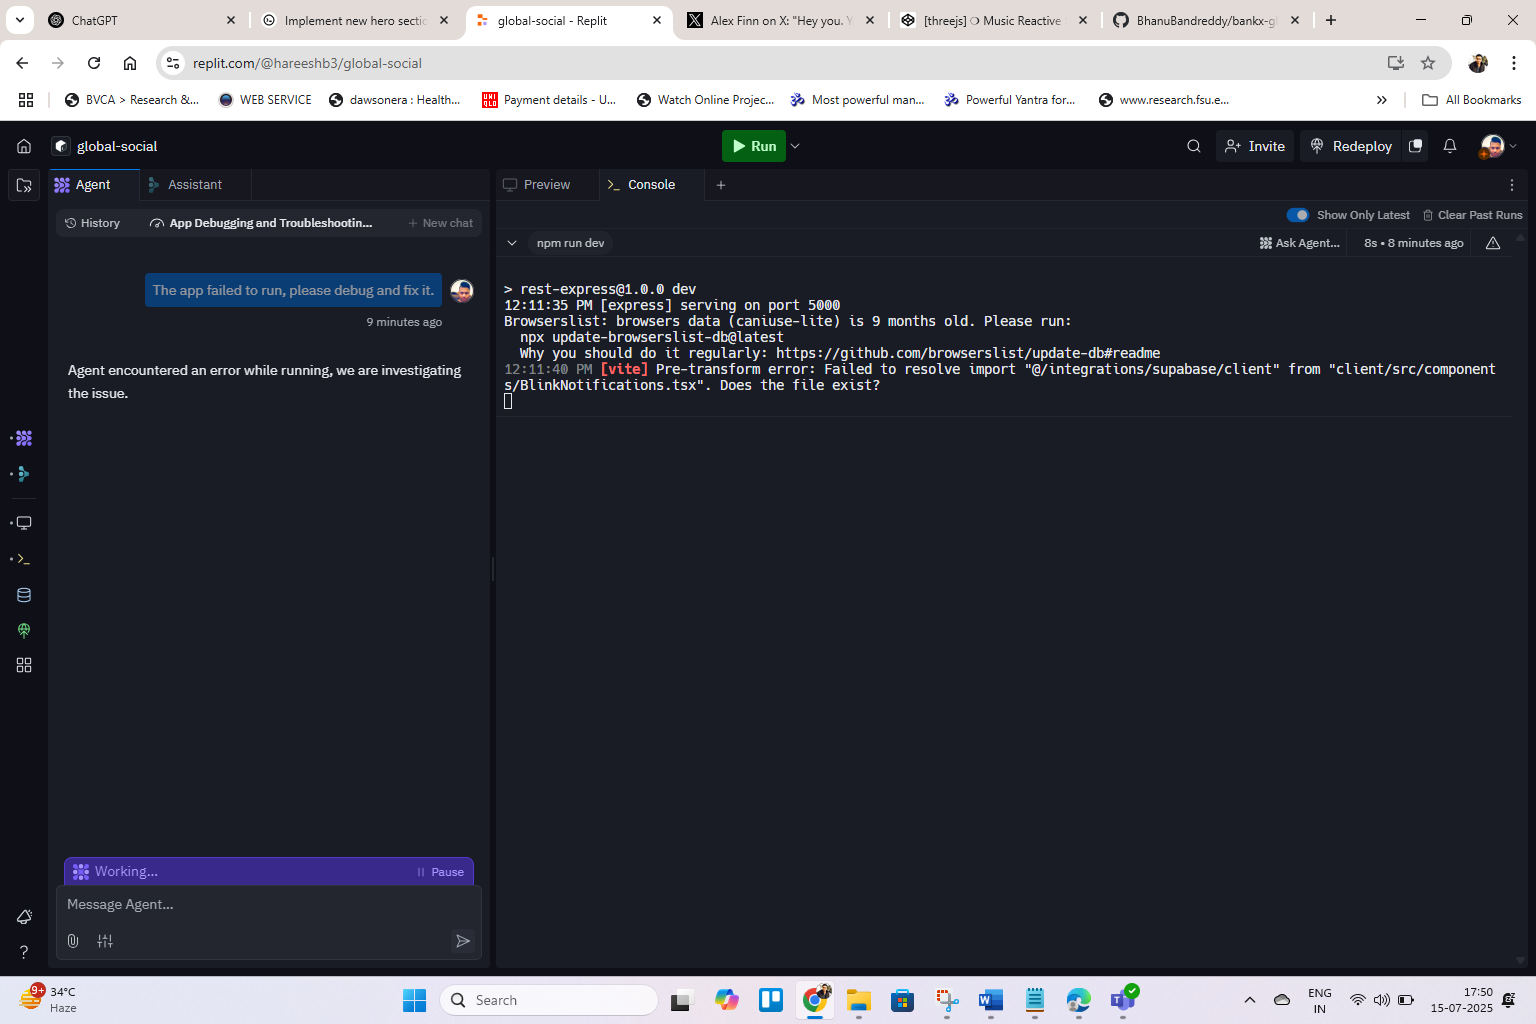 ChatGPT
Implement new hero sectio
global-social - Replit
Alex Finn on X: "Hey you. Y
[threejs] ❍ Music Reactive
BhanuBandreddy/bankx-gl
replit.com/@hareeshb3/global-social
BVCA > Research &...
WEB SERVICE
dawsonera : Health...
UNI QLO
Payment details - U...
Watch Online Projec...
Most powerful man...
Powerful Yantra for...
www.research.fsu.e...
All Bookmarks
global-social
Run
Invite
Redeploy
Agent
Assistant
Preview
Console
History
App Debugging and Troubleshootin...
New chat
Show Only Latest
Clear Past Runs
npm run dev
Ask Agent...
8s • 8 minutes ago
The app failed to run, please debug and fix it.
9 minutes ago
Agent encountered an error while running, we are investigating
the issue.
> rest-express@1.0.0 dev
12:11:35 PM [express] serving on port 5000
Browserslist: browsers data (caniuse-lite) is 9 months old. Please run:
npx update-browserslist-db@latest
Why you should do it regularly: https://github.com/browserslist/update-db#readme
12:11:40 PM [vite] Pre-transform error: Failed to resolve import "@/integrations/supabase/client" from "client/src/component
s/BlinkNotifications.tsx". Does the file exist?
Working...
Pause
Message Agent...
9+
34°C
Haze
Search
ENG
IN
17:50
15-07-2025